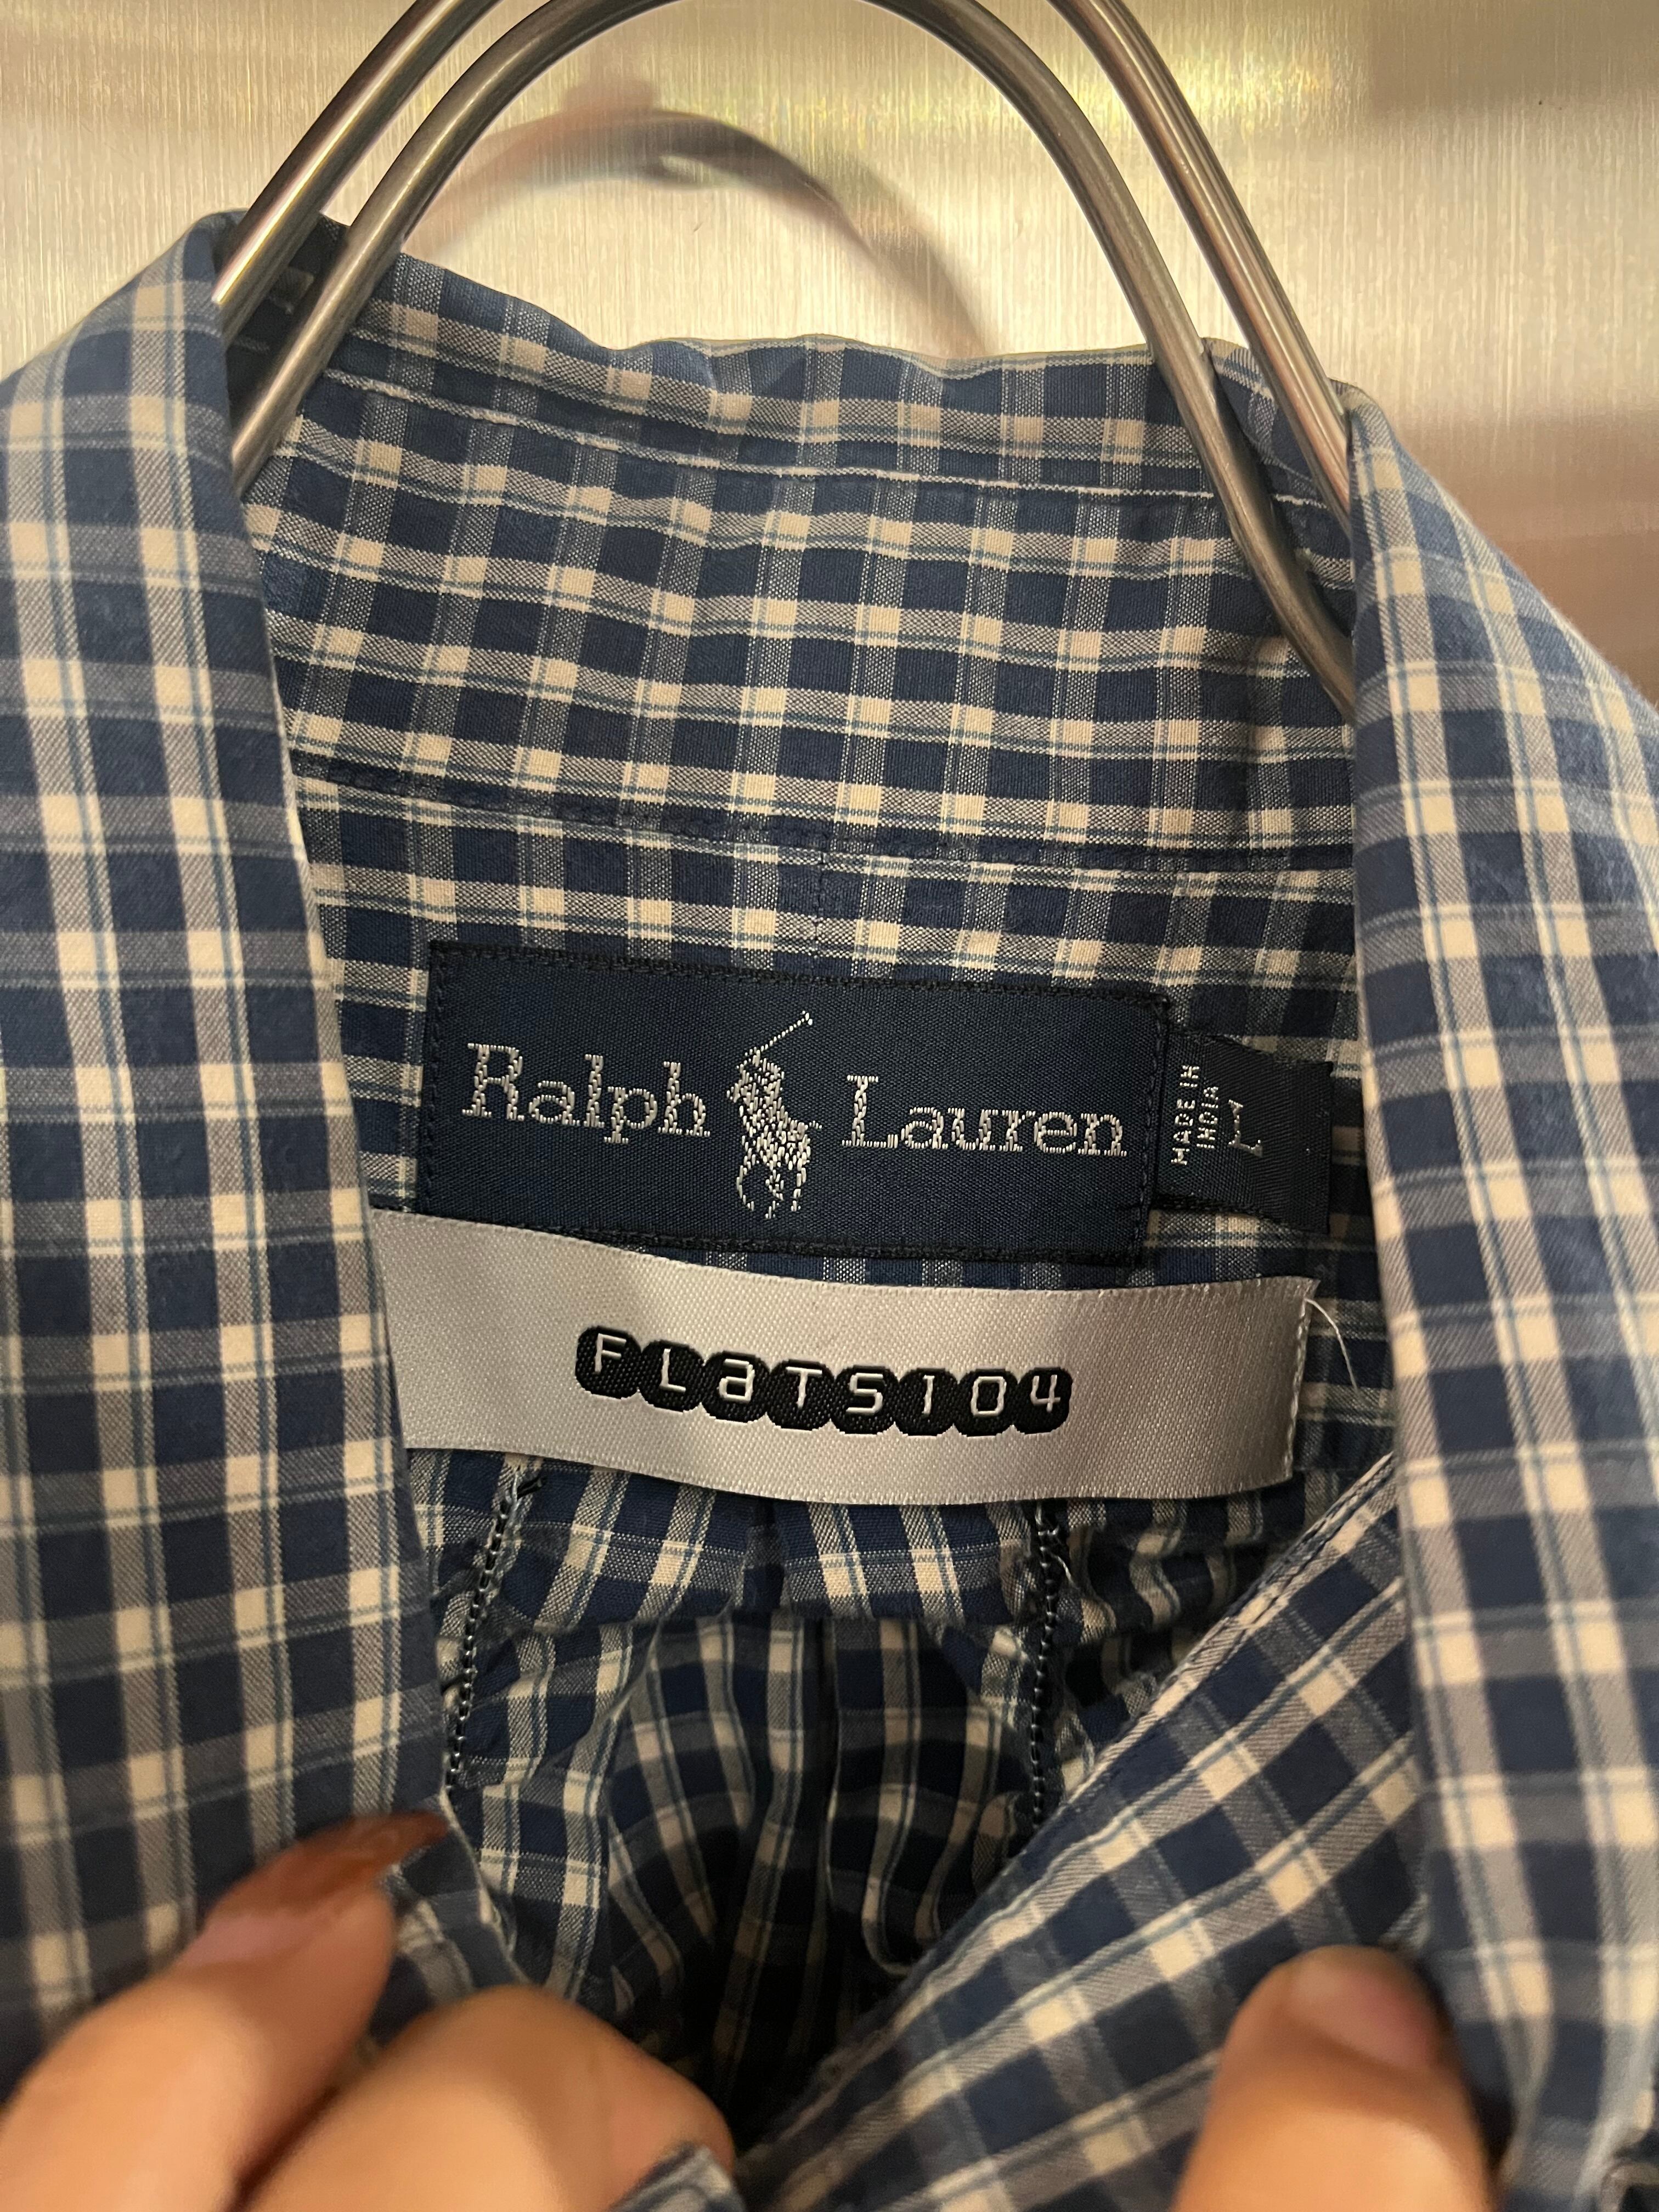 Ralph Lauren
MADE IN
INDIA
L
FLaTS104